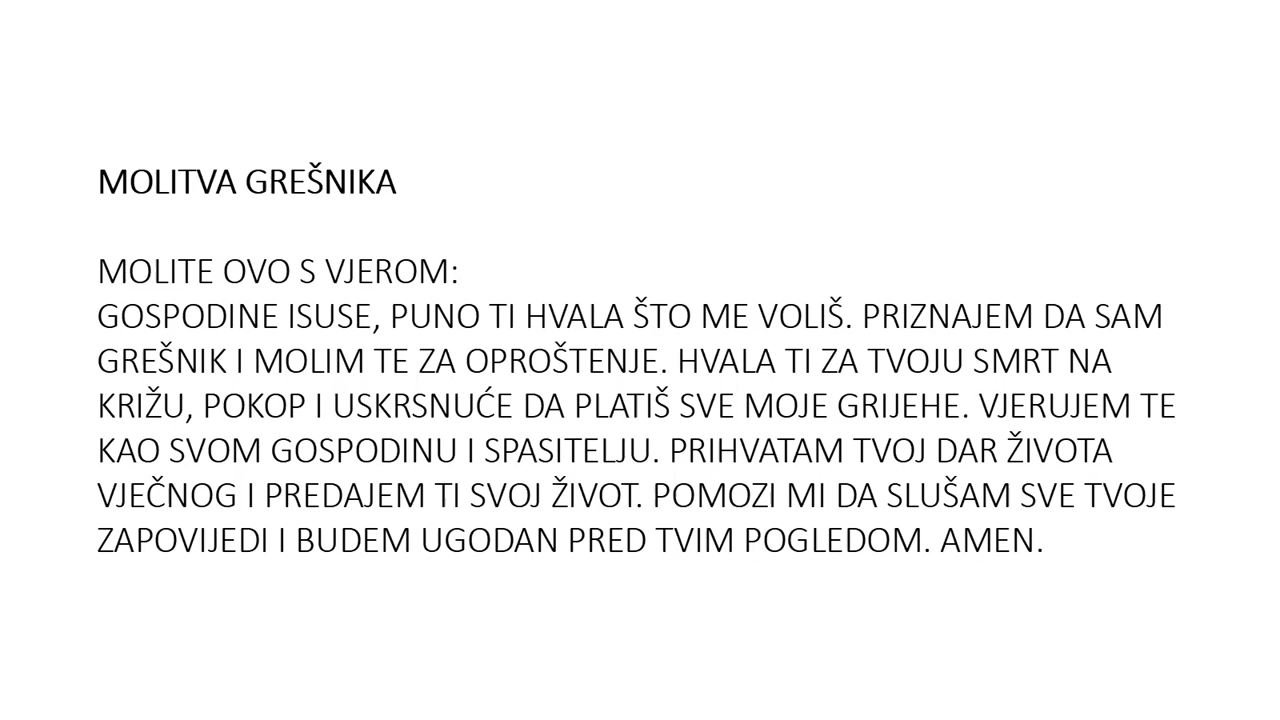 MOLITVA GREŠNIKA
MOLITE OVO S VJEROM:
GOSPODINE ISUSE, PUNO TI HVALA ŠTO ME VOLIŠ. PRIZNAJEM DA SAM
GREŠNIK I MOLIM TE ZA OPROŠTENJE. HVALA TI ZA TVOJU SMRT NA
KRIŽU, POKOP I USKRSNUĆE DA PLATIŠ SVE MOJE GRIJEHE. VJERUJEM TE
KAO SVOM GOSPODINU I SPASITELJU. PRIHVATAM TVOJ DAR ŽIVOTA
VJEČNOG I PREDAJEM TI SVOJ ŽIVOT. POMOZI MI DA SLUŠAM SVE TVOJE
ZAPOVIJEDI I BUDEM UGODAN PRED TVIM POGLEDOM. AMEN.